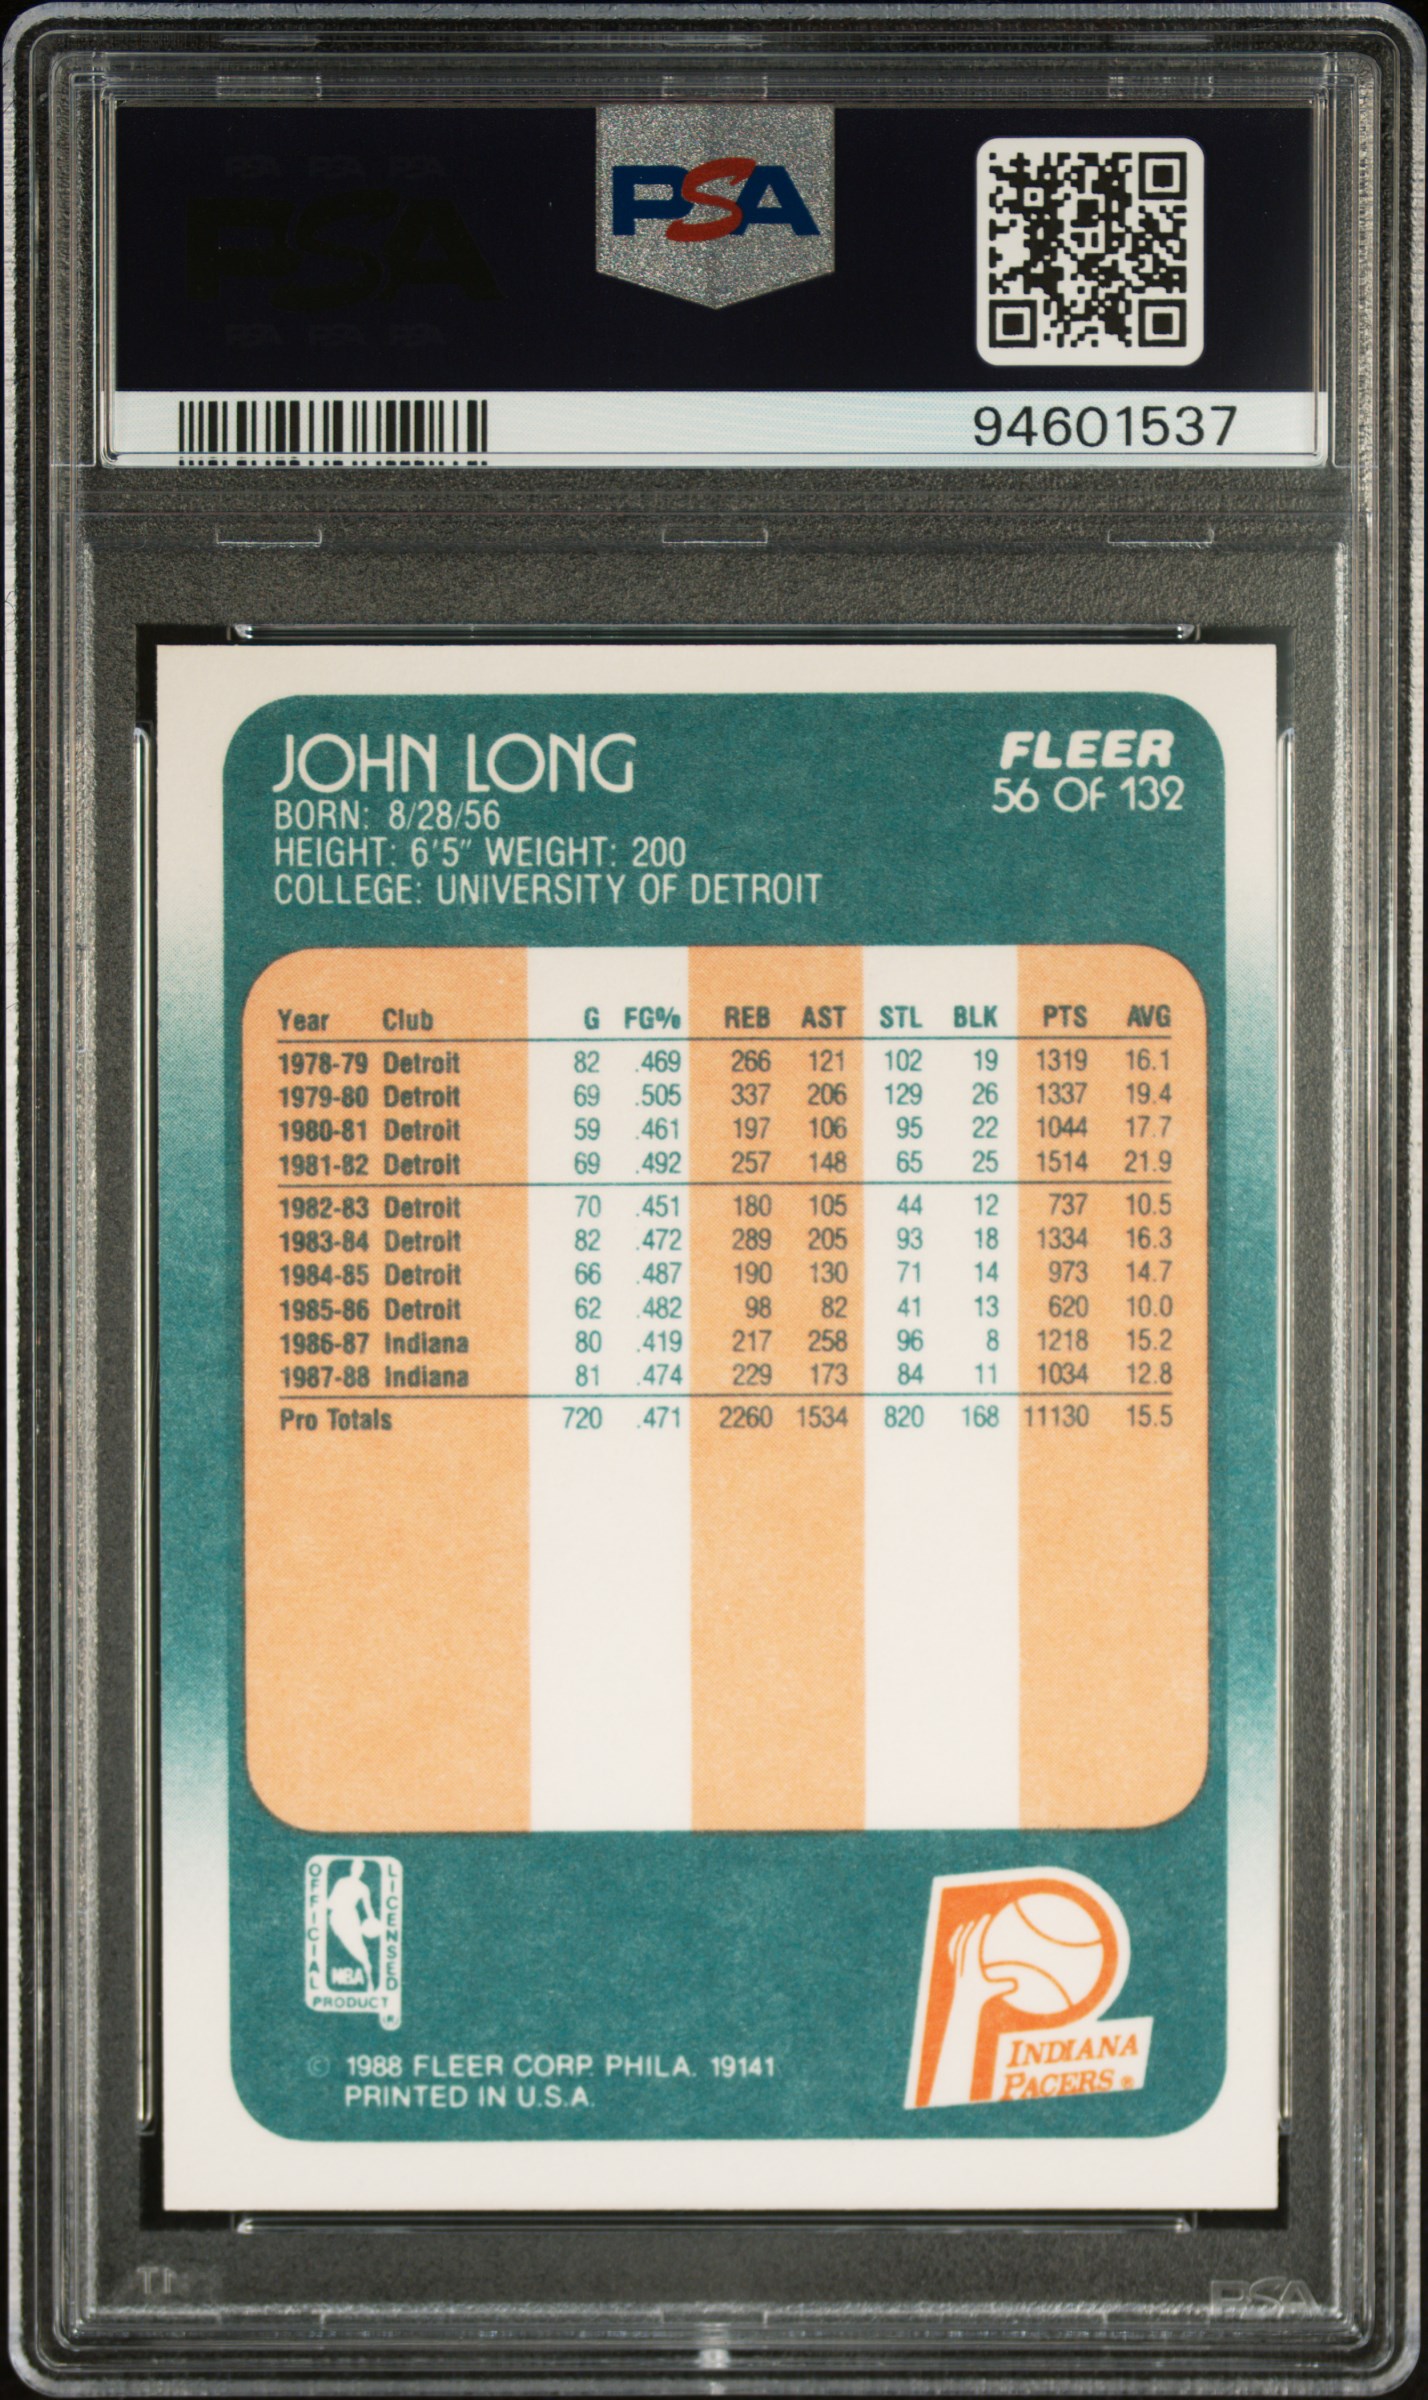 PSA
94601537
JOHN LONG
BORN: 8/28/56
HEIGHT: 6'5" WEIGHT: 200
COLLEGE: UNIVERSITY OF DETROIT
FLEER
56 OF 132
Year Club G FG% REB AST STL BLK PTS AVG
1978-79 Detroit 82 .469 266 121 102 19 1319 16.1
1979-80 Detroit 69 .505 337 206 129 26 1337 19.4
1980-81 Detroit 59 .461 197 106 95 22 1044 17.7
1981-82 Detroit 69 .492 257 148 65 25 1514 21.9
1982-83 Detroit 70 .451 180 105 44 12 737 10.5
1983-84 Detroit 82 .472 289 205 93 18 1334 16.3
1984-85 Detroit 66 .487 190 130 71 14 973 14.7
1985-86 Detroit 62 .482 98 82 41 13 620 10.0
1986-87 Indiana 80 .419 217 258 96 8 1218 15.2
1987-88 Indiana 81 .474 229 173 84 11 1034 12.8
Pro Totals 720 .471 2260 1534 820 168 11130 15.5
OFFICIAL
LICENSED
NBA
PRODUCT
®
© 1988 FLEER CORP. PHILA. 19141
PRINTED IN U.S.A.
INDIANA
PACERS ®
PSA